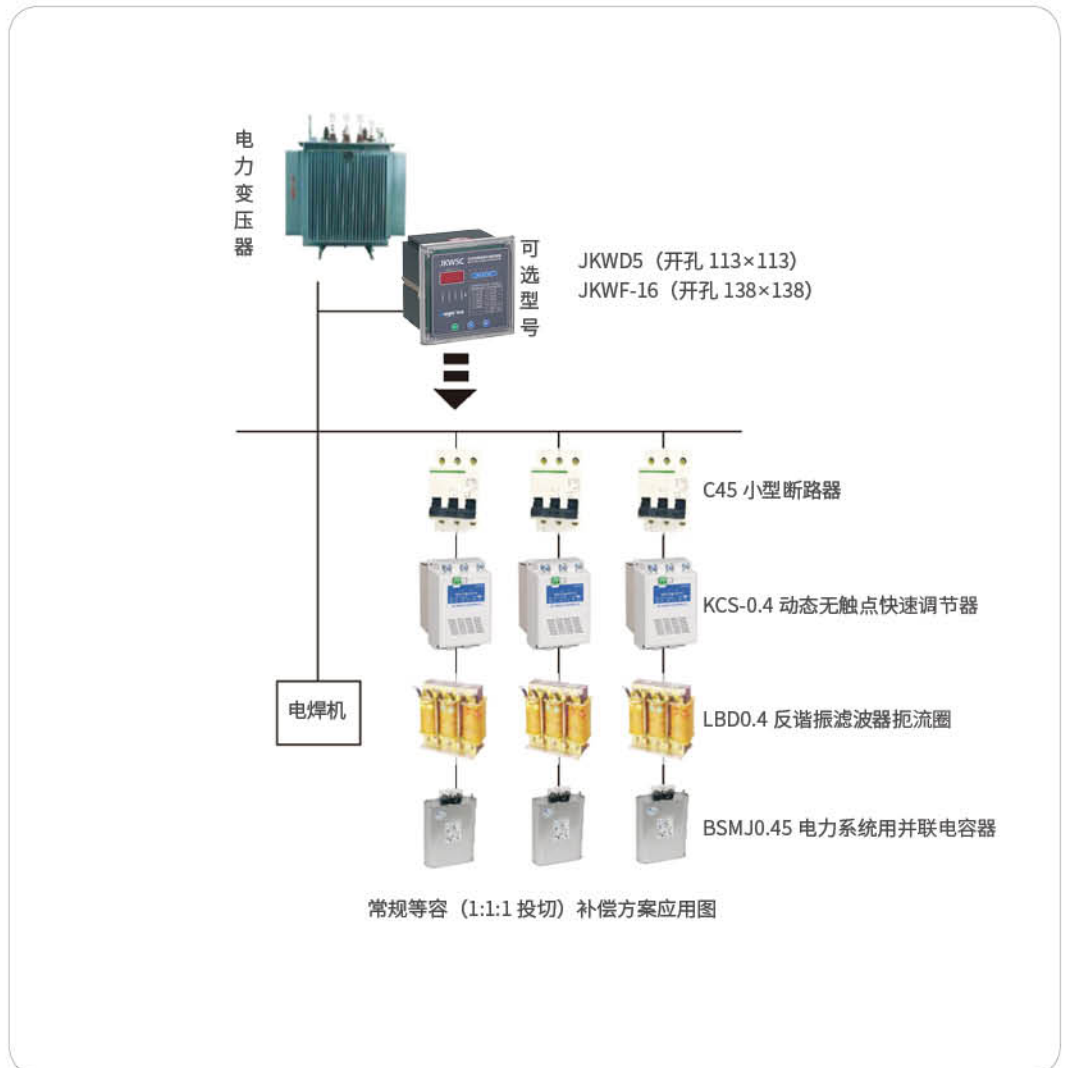 电力变压器
JKW5C
可选型号
JKWD5（开孔 113×113）
JKWF-16（开孔 138×138）
C45 小型断路器
KCS-0.4 动态无触点快速调节器
电焊机
LBD0.4 反谐振滤波器扼流圈
BSMJ0.45 电力系统用并联电容器
常规等容（1:1:1 投切）补偿方案应用图